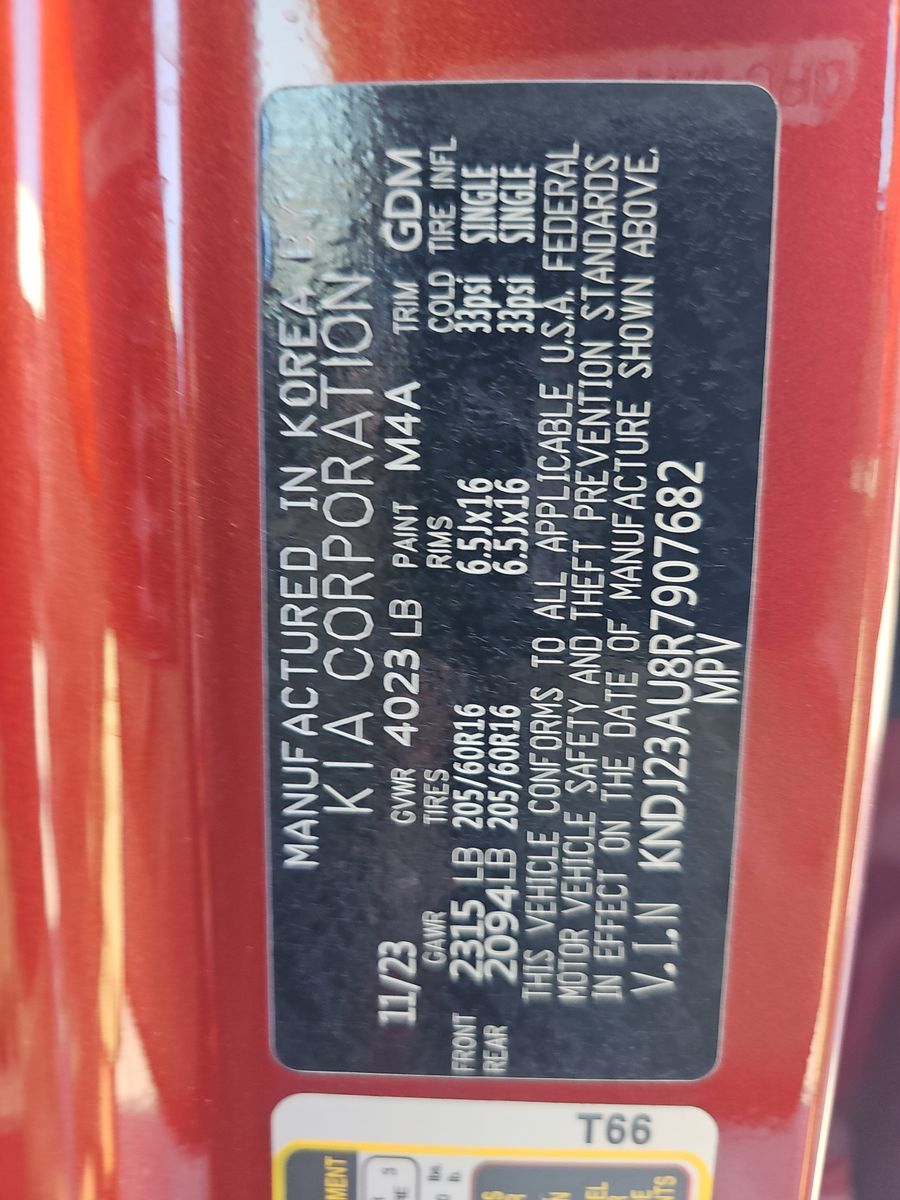 MANUFACTURED IN KOREA BY
KIA CORPORATION
11/23 GVWR 4023 LB PAINT M4A TRIM GDM
GAWR TIRES RIMS COLD TIRE INFL
FRONT 2315 LB 205/60R16 6.5Jx16 33psi SINGLE
REAR 2094 LB 205/60R16 6.5Jx16 33psi SINGLE
THIS VEHICLE CONFORMS TO ALL APPLICABLE U.S.A. FEDERAL
MOTOR VEHICLE SAFETY AND THEFT PREVENTION STANDARDS
IN EFFECT ON THE DATE OF MANUFACTURE SHOWN ABOVE.
V.I.N KNDJ23AU8R7907682
MPV
T66